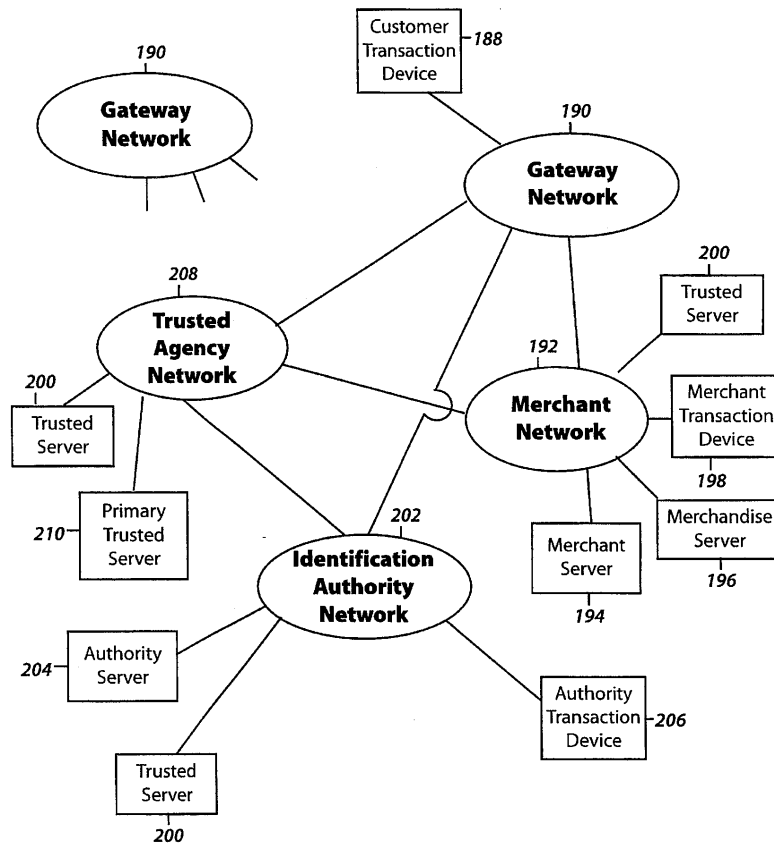 Customer
Transaction
Device
188
190
Gateway
Network
190
Gateway
Network
208
Trusted
Agency
Network
200
Trusted
Server
192
Merchant
Network
200
Trusted
Server
Merchant
Transaction
Device
198
210
Primary
Trusted
Server
202
Identification
Authority
Network
Merchant
Server
194
Merchandise
Server
196
204
Authority
Server
Authority
Transaction
Device
206
Trusted
Server
200